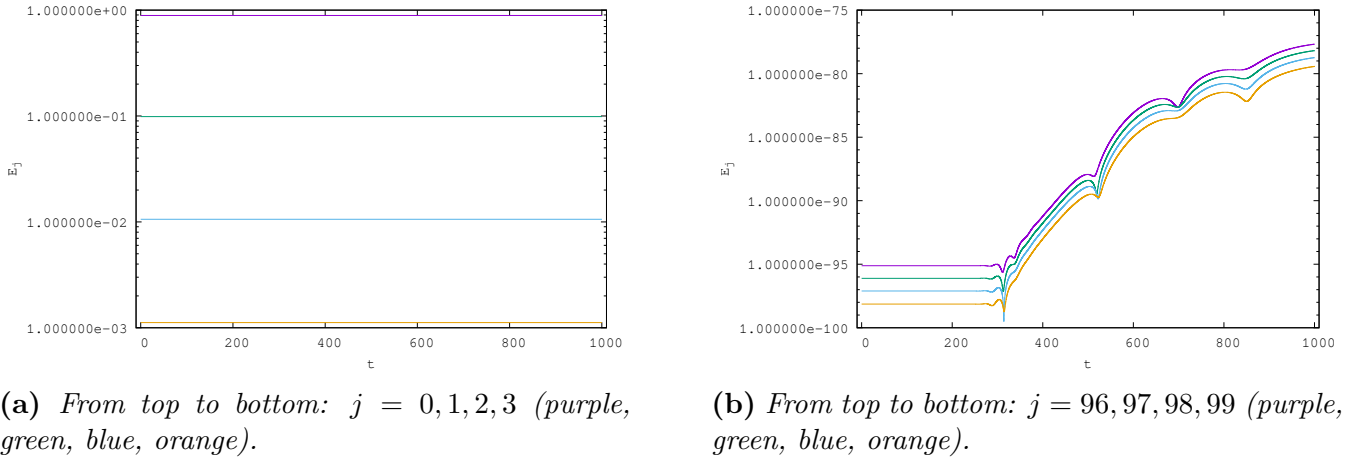 1.000000e+00
1.000000e-01
1.000000e-02
1.000000e-03
E_j
0 200 400 600 800 1000
t
1.000000e-75
1.000000e-80
1.000000e-85
1.000000e-90
1.000000e-95
1.000000e-100
E_j
0 200 400 600 800 1000
t
(a) From top to bottom: j = 0, 1, 2, 3 (purple,
green, blue, orange).
(b) From top to bottom: j = 96, 97, 98, 99 (purple,
green, blue, orange).